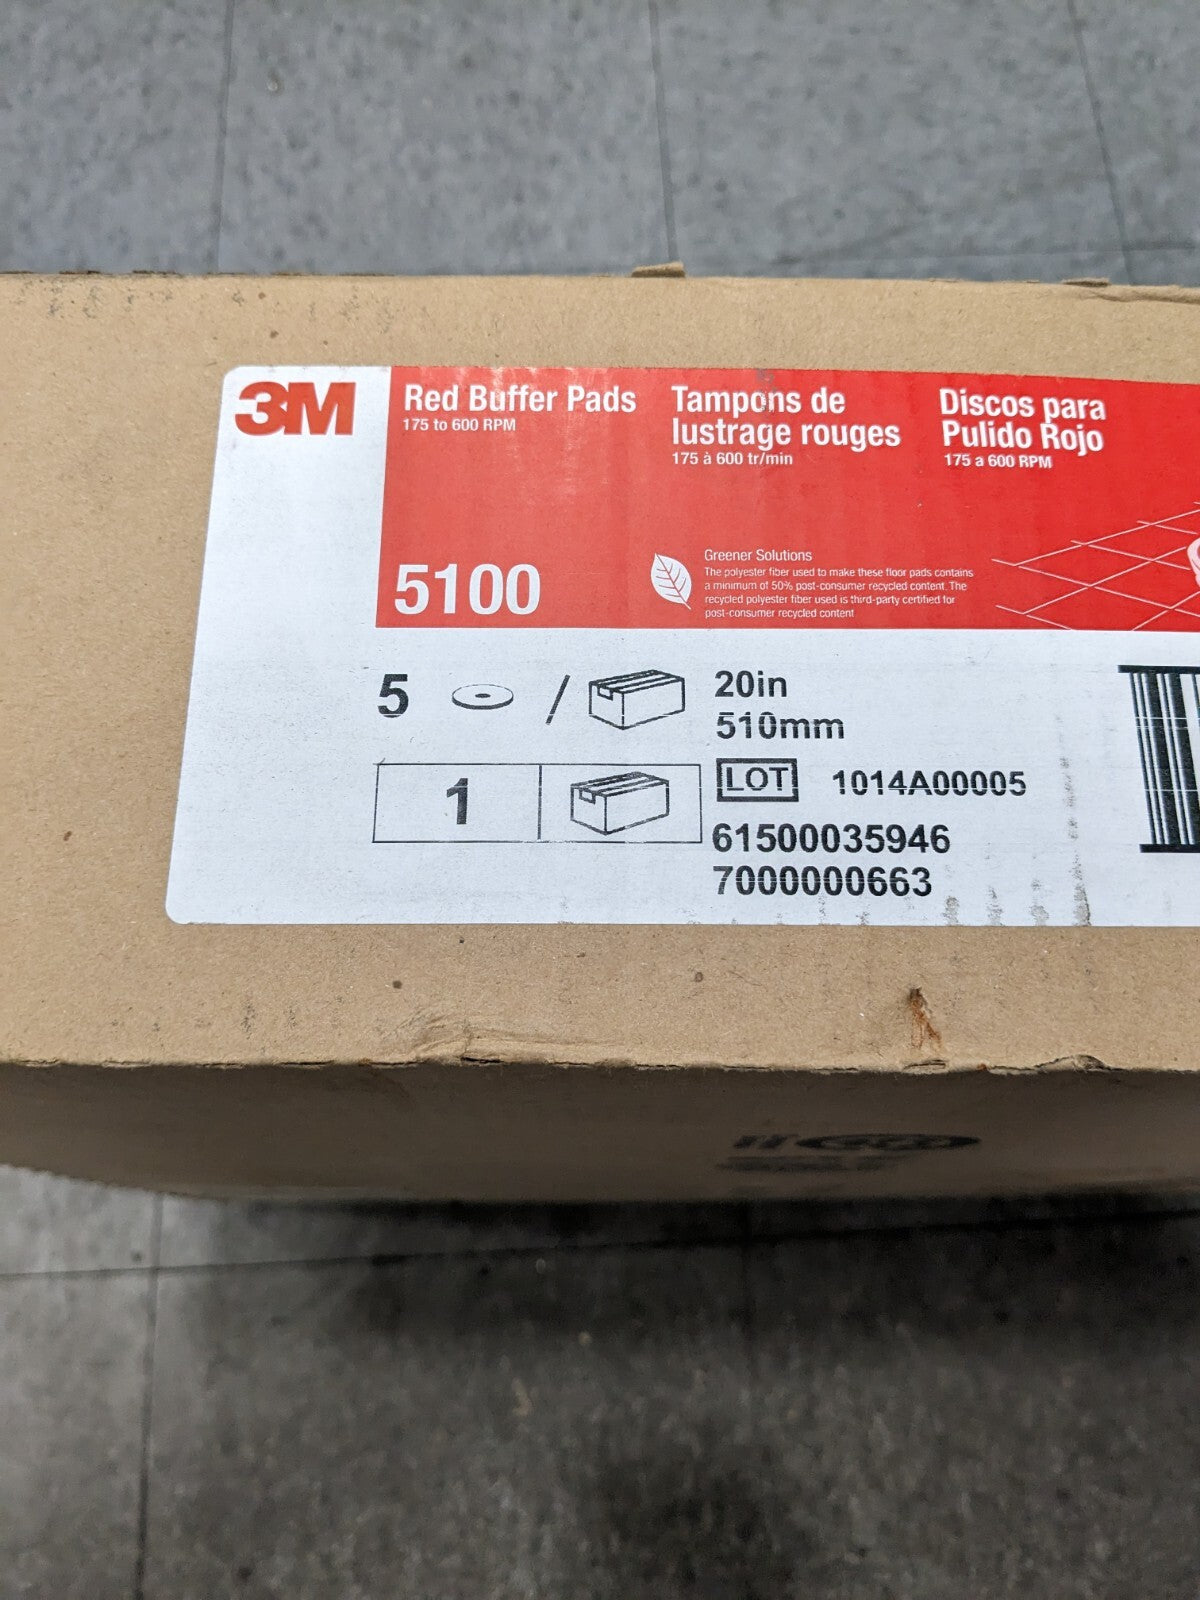 3M
Red Buffer Pads
175 to 600 RPM
Tampons de
lustrage rouges
175 à 600 tr/min
Discos para
Pulido Rojo
175 a 600 RPM
5100
Greener Solutions
The polyester fiber used to make these floor pads contains
a minimum of 50% post-consumer recycled content. The
recycled polyester fiber used is third-party certified for
post-consumer recycled content
5 /
20in
510mm
1
LOT 1014A00005
61500035946
7000000663